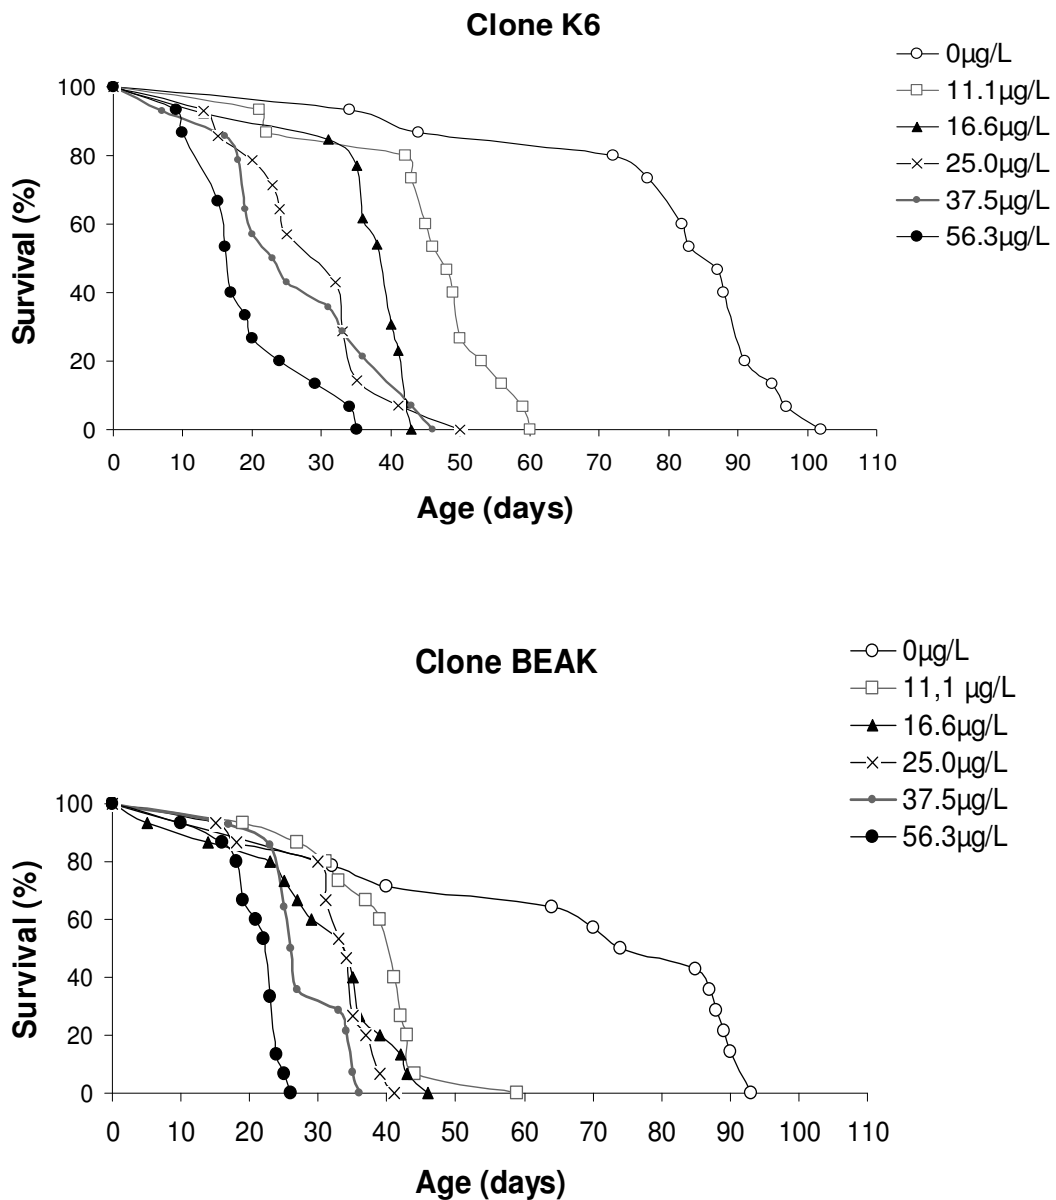 Clone K6
0µg/L
11.1µg/L
16.6µg/L
25.0µg/L
37.5µg/L
56.3µg/L
Survival (%)
100
80
60
40
20
0
0 10 20 30 40 50 60 70 80 90 100 110
Age (days)
Clone BEAK
0µg/L
11,1 µg/L
16.6µg/L
25.0µg/L
37.5µg/L
56.3µg/L
Survival (%)
100
80
60
40
20
0
0 10 20 30 40 50 60 70 80 90 100 110
Age (days)